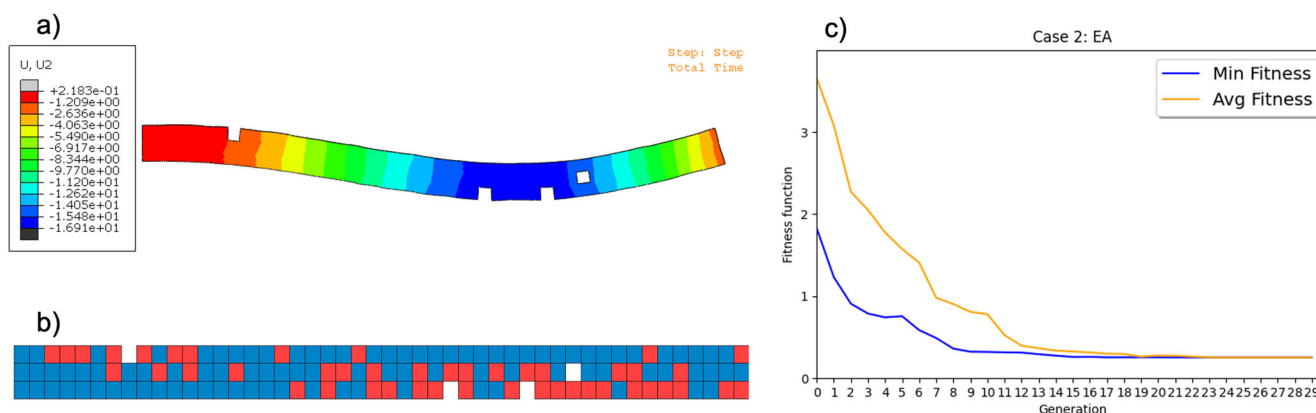 a)
U, U2
+2.183e-01
-1.209e+00
-2.636e+00
-4.063e+00
-5.490e+00
-6.917e+00
-8.344e+00
-9.770e+00
-1.120e+01
-1.262e+01
-1.405e+01
-1.548e+01
-1.691e+01
Step: Step
Total Time
b)
c)
Case 2: EA
Min Fitness
Avg Fitness
Fitness function
3
2
1
0
0 1 2 3 4 5 6 7 8 9 10 11 12 13 14 15 16 17 18 19 20 21 22 23 24 25 26 27 28 29
Generation